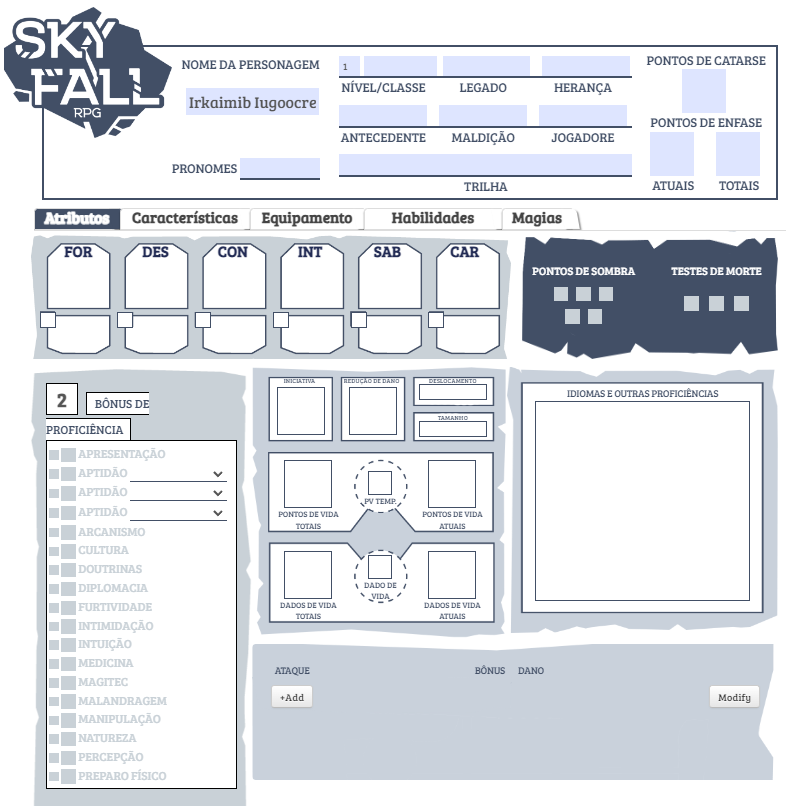 SKY
FALL
RPG
NOME DA PERSONAGEM
Irkaimib Iugoocre
PRONOMES
1
NÍVEL/CLASSE LEGADO HERANÇA
ANTECEDENTE MALDIÇÃO JOGADORE
TRILHA
PONTOS DE CATARSE
PONTOS DE ENFASE
ATUAIS TOTAIS
Atributos Características Equipamento Habilidades Magias
FOR DES CON INT SAB CAR
PONTOS DE SOMBRA TESTES DE MORTE
2 BÔNUS DE
PROFICIÊNCIA
APRESENTAÇÃO
APTIDÃO
APTIDÃO
APTIDÃO
ARCANISMO
CULTURA
DOUTRINAS
DIPLOMACIA
FURTIVIDADE
INTIMIDAÇÃO
INTUIÇÃO
MEDICINA
MAGITEC
MALANDRAGEM
MANIPULAÇÃO
NATUREZA
PERCEPÇÃO
PREPARO FÍSICO
INICIATIVA REDUÇÃO DE DANO DESLOCAMENTO
TAMANHO
PV TEMP.
PONTOS DE VIDA
TOTAIS
PONTOS DE VIDA
ATUAIS
DADO DE
VIDA
DADOS DE VIDA
TOTAIS
DADOS DE VIDA
ATUAIS
IDIOMAS E OUTRAS PROFICIÊNCIAS
ATAQUE BÔNUS DANO
+Add Modify